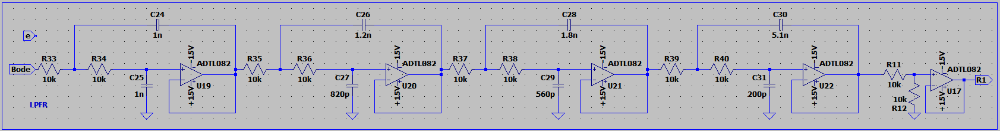 C24
1n
C26
1.2n
C28
1.8n
C30
5.1n
e
Bode
R33
10k
R34
10k
C25
1n
-15V
ADTL082
U19
+15V
R35
10k
R36
10k
C27
820p
-15V
ADTL082
U20
+15V
R37
10k
R38
10k
C29
560p
-15V
ADTL082
U21
+15V
R39
10k
R40
10k
C31
200p
-15V
ADTL082
U22
+15V
R11
10k
10k
R12
-15V
ADTL082
U17
+15V
R1
LPFR